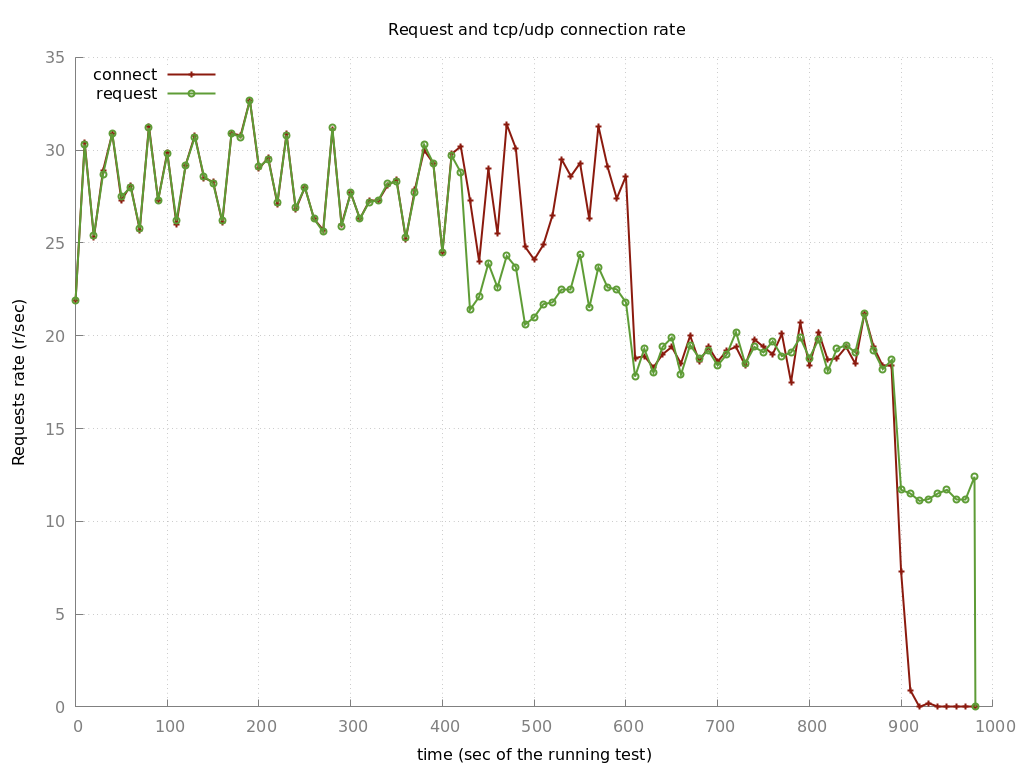 Request and tcp/udp connection rate
connect
request
35
30
25
20
15
10
5
0
Requests rate (r/sec)
0 100 200 300 400 500 600 700 800 900 1000
time (sec of the running test)